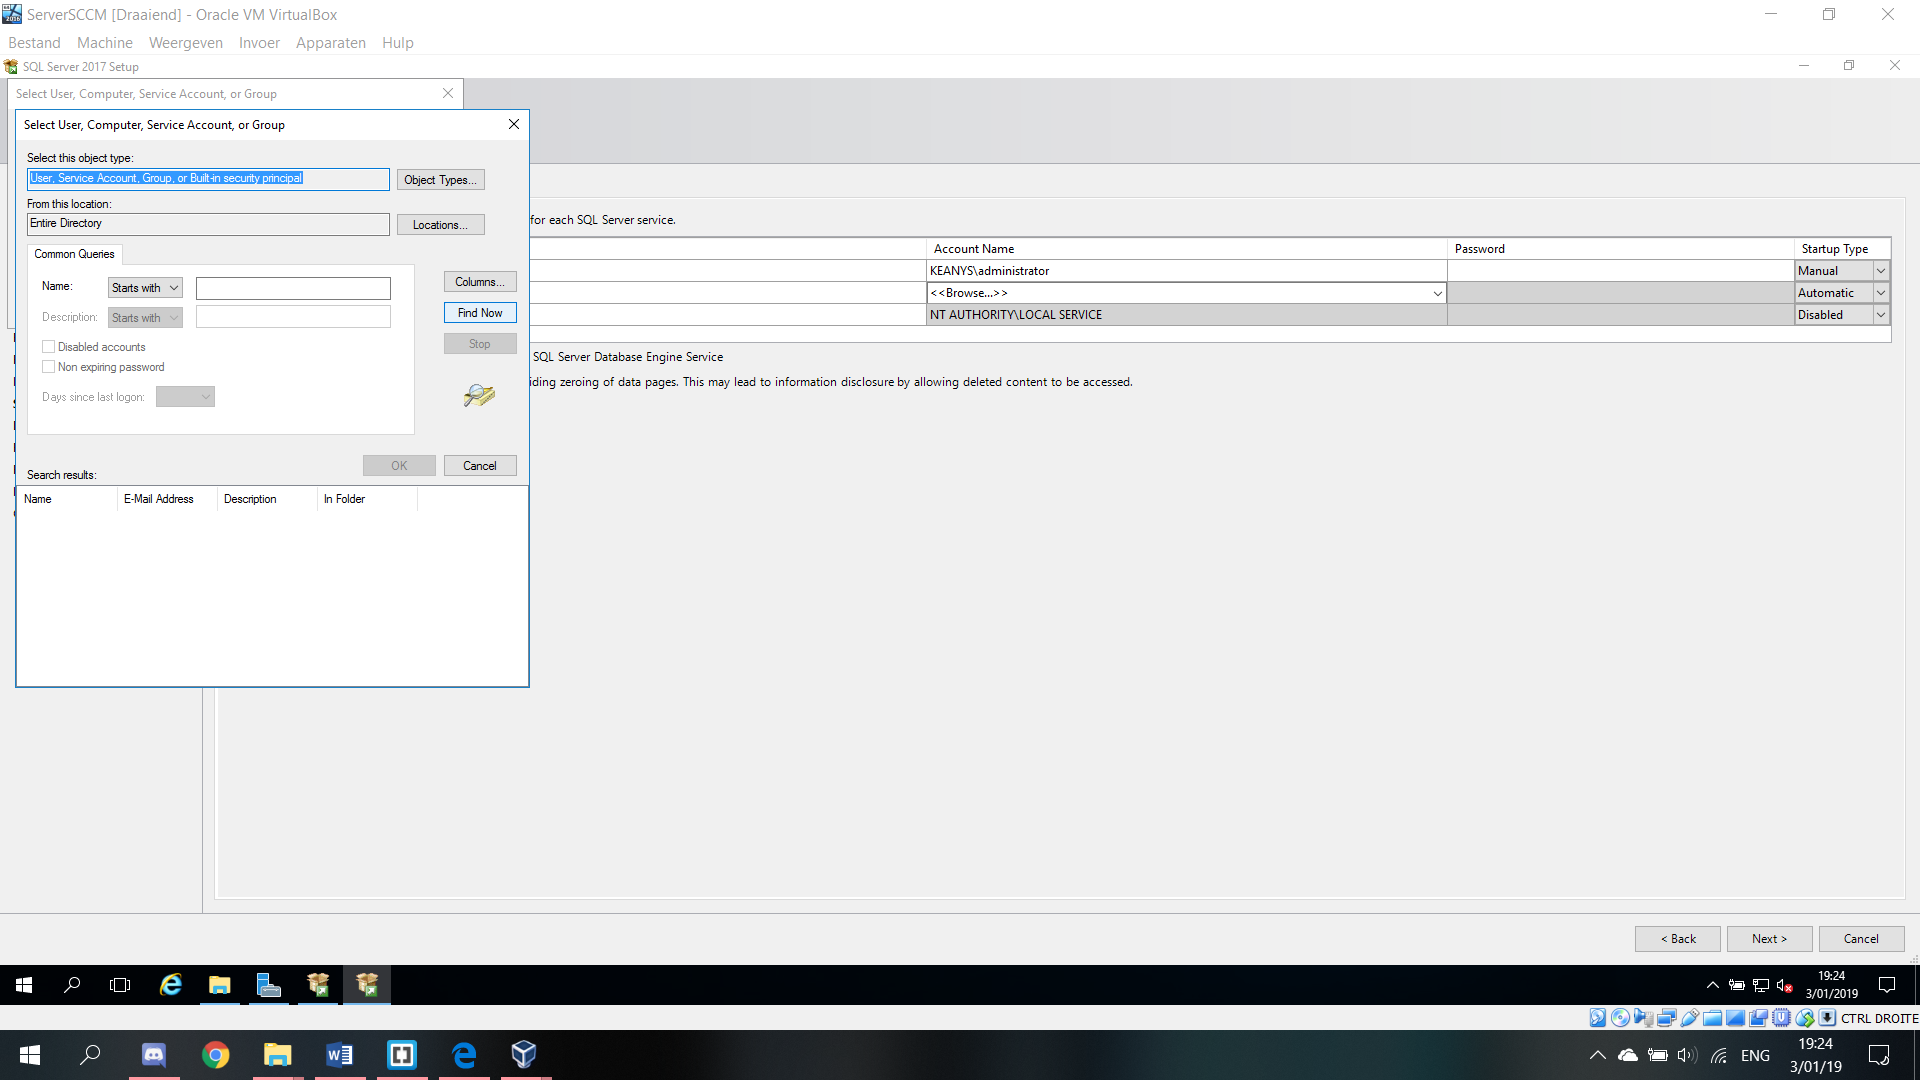 ServerSCCM [Draaiend] - Oracle VM VirtualBox
Bestand Machine Weergeven Invoer Apparaten Hulp
SQL Server 2017 Setup
Select User, Computer, Service Account, or Group
Select User, Computer, Service Account, or Group
Select this object type:
User, Service Account, Group, or Built-in security principal
Object Types...
From this location:
Entire Directory
Locations...
Common Queries
Name: Starts with
Description: Starts with
Disabled accounts
Non expiring password
Days since last logon:
Columns...
Find Now
Stop
OK Cancel
Search results:
Name E-Mail Address Description In Folder
for each SQL Server service.
Account Name Password Startup Type
KEANYS\administrator Manual
<<Browse...>> Automatic
NT AUTHORITY\LOCAL SERVICE Disabled
SQL Server Database Engine Service
iding zeroing of data pages. This may lead to information disclosure by allowing deleted content to be accessed.
< Back Next > Cancel
19:24
3/01/2019
CTRL DROITE
ENG
19:24
3/01/19